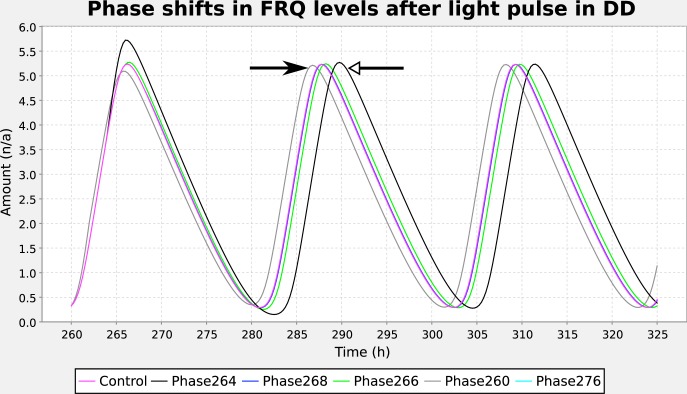 Phase shifts in FRQ levels after light pulse in DD
6.0
5.5
5.0
4.5
4.0
3.5
3.0
2.5
2.0
1.5
1.0
0.5
0.0
Amount (n/a)
260 265 270 275 280 285 290 295 300 305 310 315 320 325
Time (h)
Control Phase264 Phase268 Phase266 Phase260 Phase276